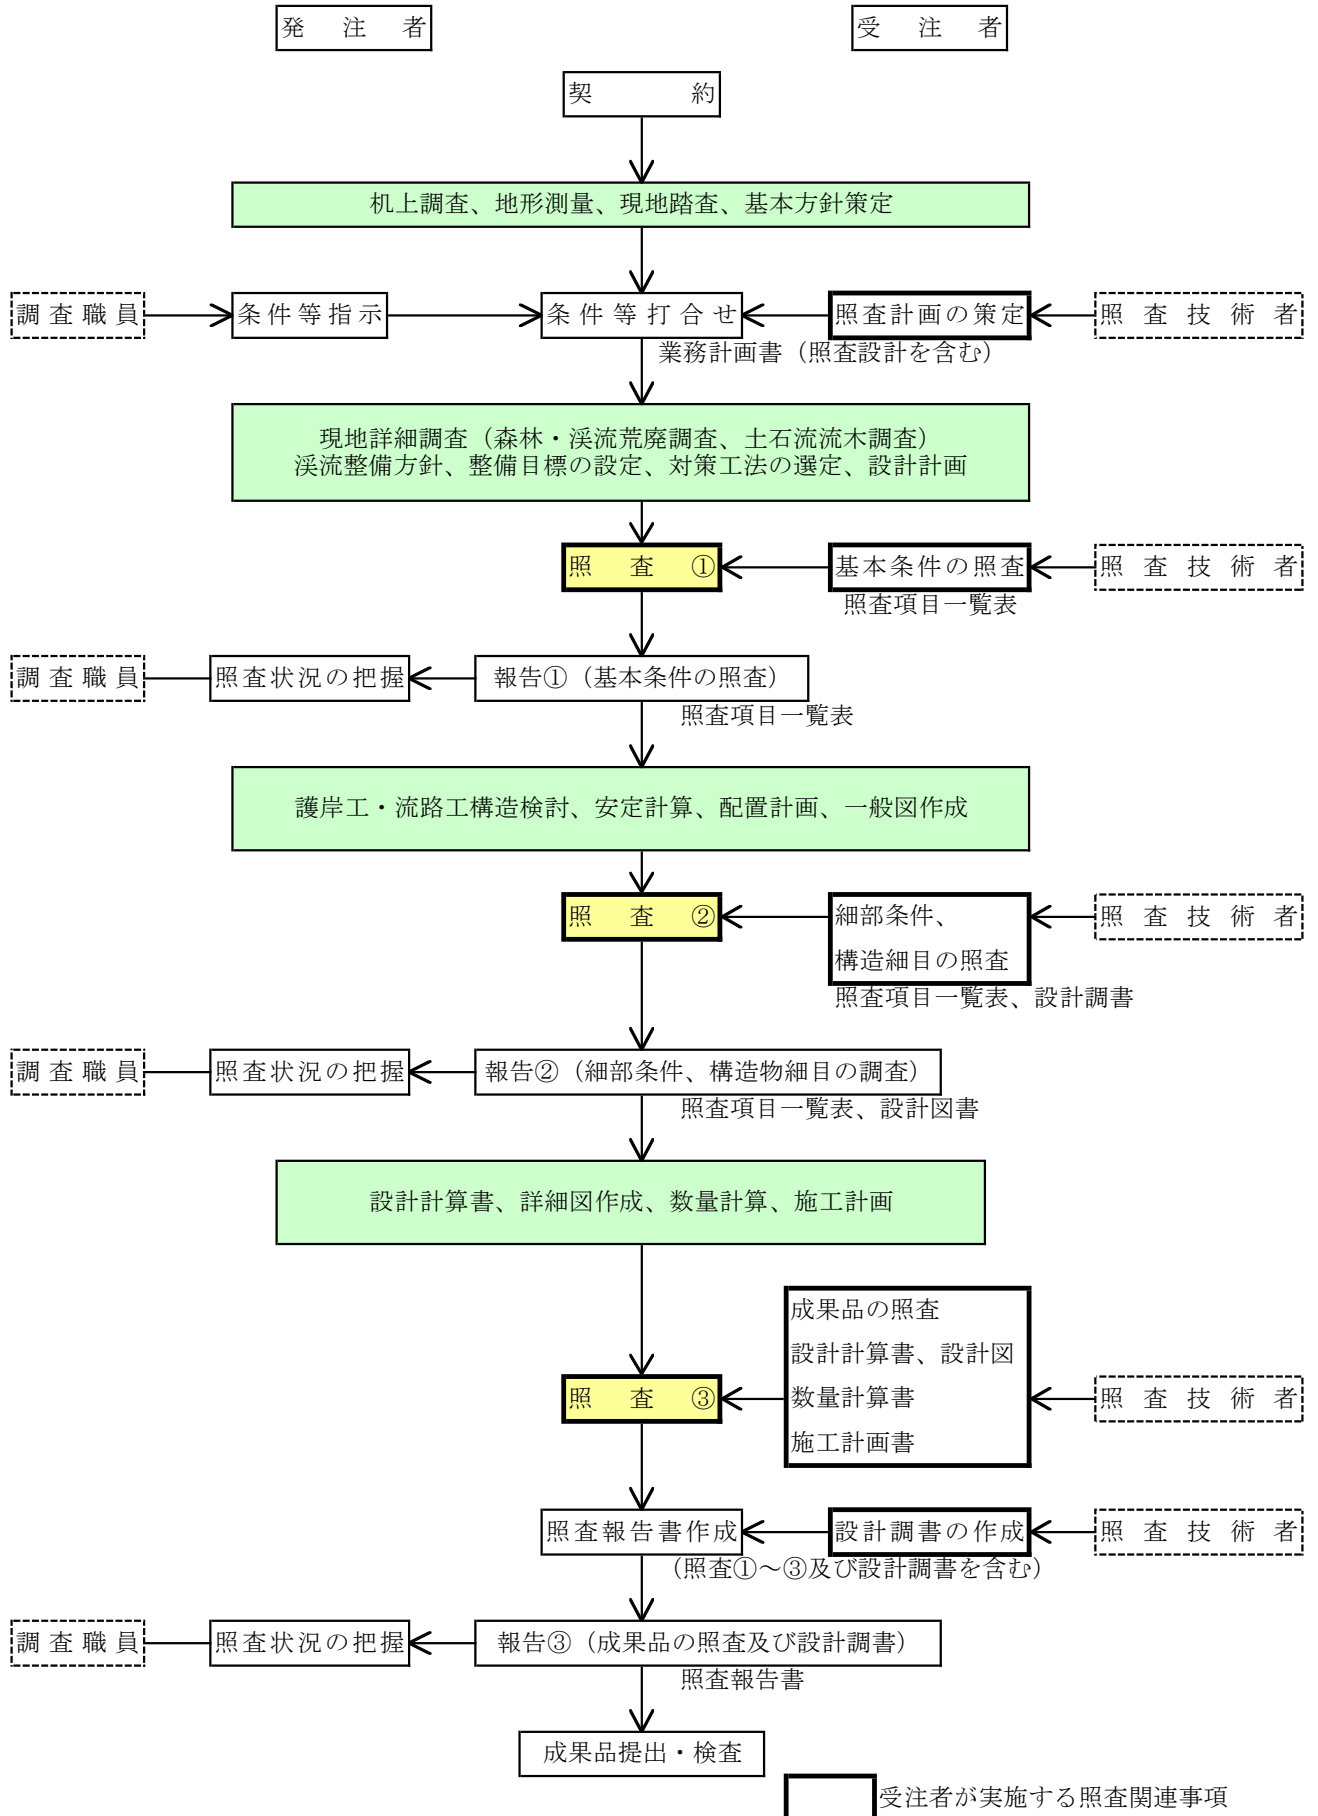 発注者
受注者
契約
机上調査、地形測量、現地踏査、基本方針策定
調査職員
条件等指示
条件等打合せ
照査計画の策定
照査技術者
業務計画書（照査設計を含む）
現地詳細調査（森林・渓流荒廃調査、土石流流木調査）
渓流整備方針、整備目標の設定、対策工法の選定、設計計画
照査①
基本条件の照査
照査技術者
照査項目一覧表
調査職員
照査状況の把握
報告①（基本条件の照査）
照査項目一覧表
護岸工・流路工構造検討、安定計算、配置計画、一般図作成
照査②
細部条件、
構造細目の照査
照査技術者
照査項目一覧表、設計調書
調査職員
照査状況の把握
報告②（細部条件、構造物細目の調査）
照査項目一覧表、設計図書
設計計算書、詳細図作成、数量計算、施工計画
成果品の照査
設計計算書、設計図
照査③
数量計算書
照査技術者
施工計画書
照査報告書作成
設計調書の作成
照査技術者
（照査①～③及び設計調書を含む）
調査職員
照査状況の把握
報告③（成果品の照査及び設計調書）
照査報告書
成果品提出・検査
受注者が実施する照査関連事項